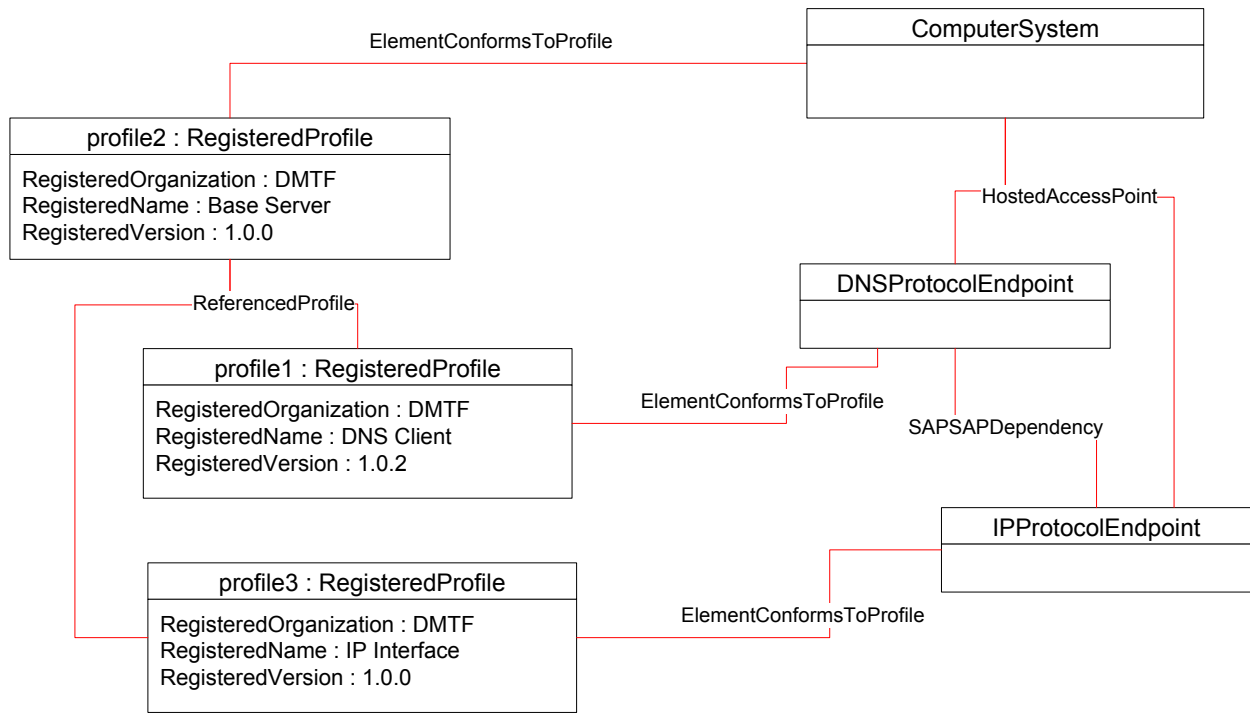 ComputerSystem
ElementConformsToProfile
profile2 : RegisteredProfile
RegisteredOrganization : DMTF
RegisteredName : Base Server
RegisteredVersion : 1.0.0
HostedAccessPoint
DNSProtocolEndpoint
ReferencedProfile
profile1 : RegisteredProfile
RegisteredOrganization : DMTF
RegisteredName : DNS Client
RegisteredVersion : 1.0.2
ElementConformsToProfile
SAPSAPDependency
IPProtocolEndpoint
profile3 : RegisteredProfile
RegisteredOrganization : DMTF
RegisteredName : IP Interface
RegisteredVersion : 1.0.0
ElementConformsToProfile